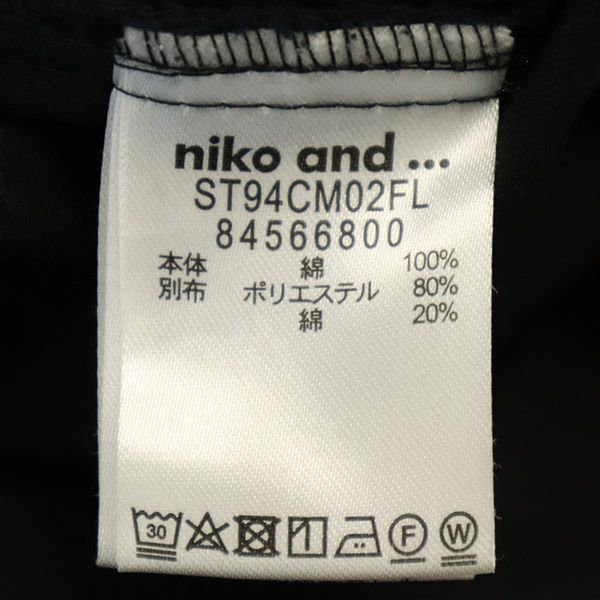 niko and ...
ST94CM02FL
84566800
本体 綿 100%
別布 ポリエステル 80%
綿 20%
30 F W